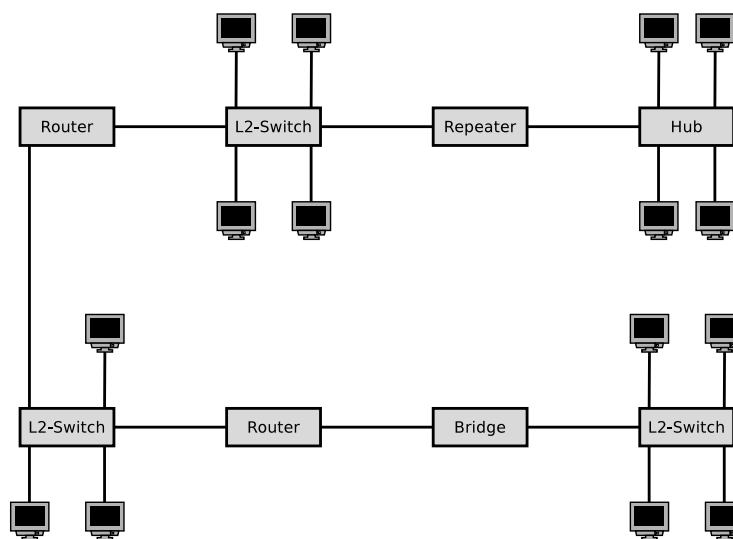 Router
L2-Switch
Repeater
Hub
L2-Switch
Router
Bridge
L2-Switch